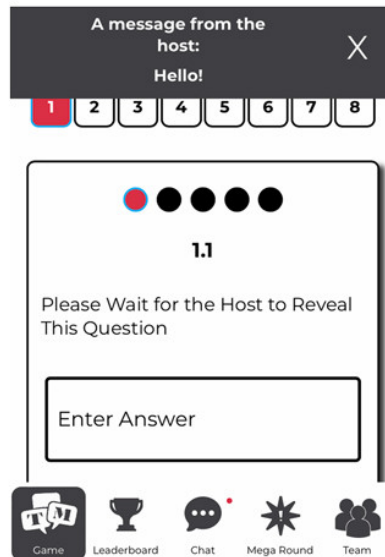 A message from the
host:
X
Hello!
1 2 3 4 5 6 7 8
1.1
Please Wait for the Host to Reveal
This Question
Enter Answer
Game Leaderboard Chat Mega Round Team